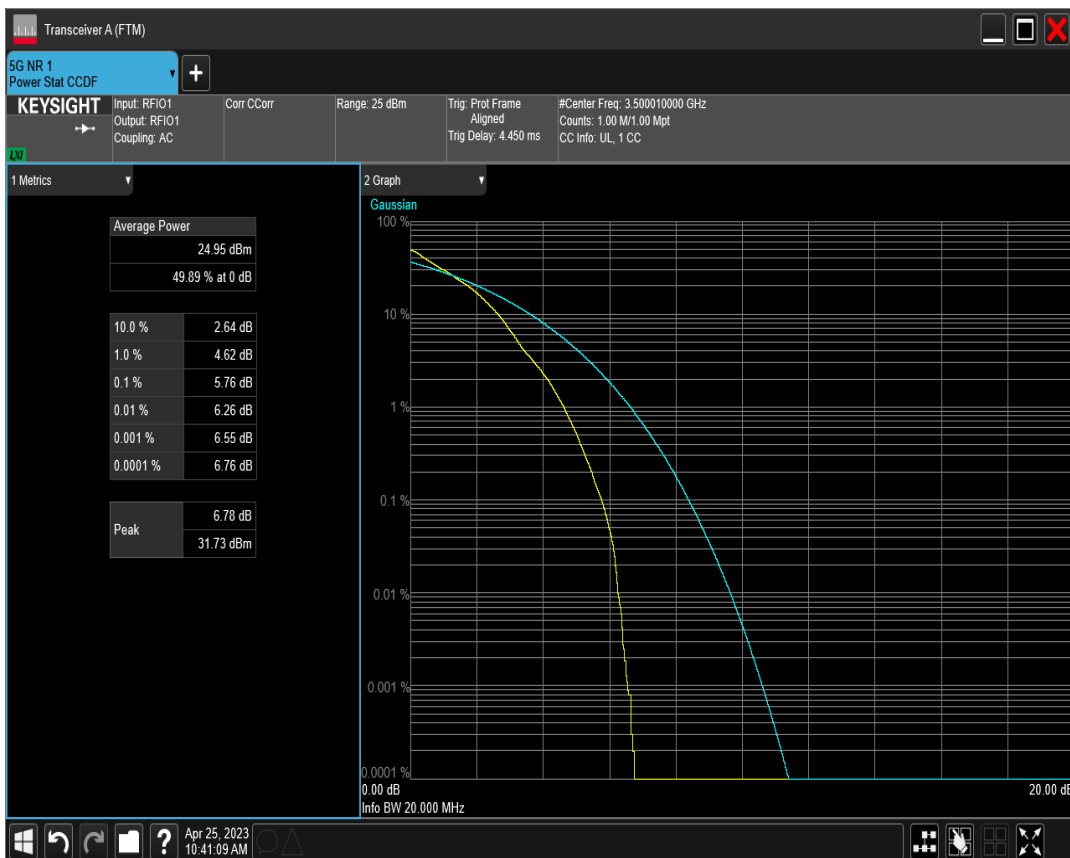 Transceiver A (FTM)
5G NR 1
Power Stat CCDF
+
KEYSIGHT
LXI
Input: RFIO1
Output: RFIO1
Coupling: AC
Corr CCorr
Range: 25 dBm
Trig: Prot Frame
Aligned
Trig Delay: 4.450 ms
#Center Freq: 3.500010000 GHz
Counts: 1.00 M/1.00 Mpt
CC Info: UL, 1 CC
1 Metrics
Average Power
24.95 dBm
49.89 % at 0 dB
10.0 % 2.64 dB
1.0 % 4.62 dB
0.1 % 5.76 dB
0.01 % 6.26 dB
0.001 % 6.55 dB
0.0001 % 6.76 dB
Peak 6.78 dB
31.73 dBm
2 Graph
Gaussian
100 %
10 %
1 %
0.1 %
0.01 %
0.001 %
0.0001 %
0.00 dB 20.00 dB
Info BW 20.000 MHz
?
Apr 25, 2023
10:41:09 AM